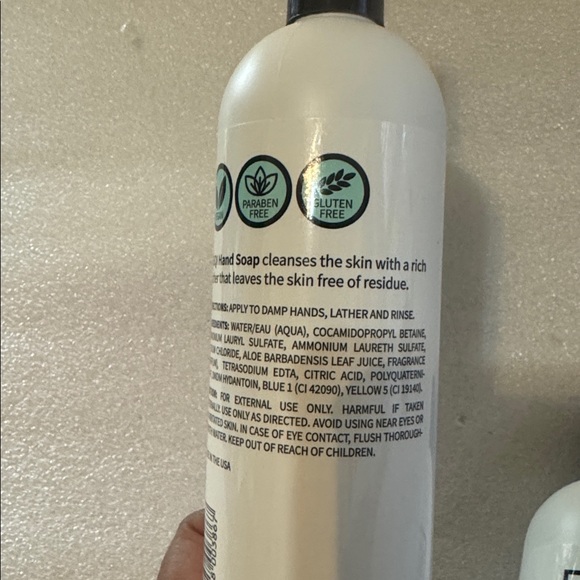 PARABEN
FREE
GLUTEN
FREE
Hand Soap cleanses the skin with a rich
that leaves the skin free of residue.
APPLY TO DAMP HANDS, LATHER AND RINSE.
WATER/EAU (AQUA), COCAMIDOPROPYL BETAINE,
LAURYL SULFATE, AMMONIUM LAURETH SULFATE,
CHLORIDE, ALOE BARBADENSIS LEAF JUICE, FRAGRANCE
TETRASODIUM EDTA, CITRIC ACID, POLYQUATERNI-
HYDANTOIN, BLUE 1 (CI 42090), YELLOW 5 (CI 19140).
FOR EXTERNAL USE ONLY. HARMFUL IF TAKEN
USE ONLY AS DIRECTED. AVOID USING NEAR EYES OR
SKIN. IN CASE OF EYE CONTACT, FLUSH THOROUGH-
WATER. KEEP OUT OF REACH OF CHILDREN.
IN THE USA